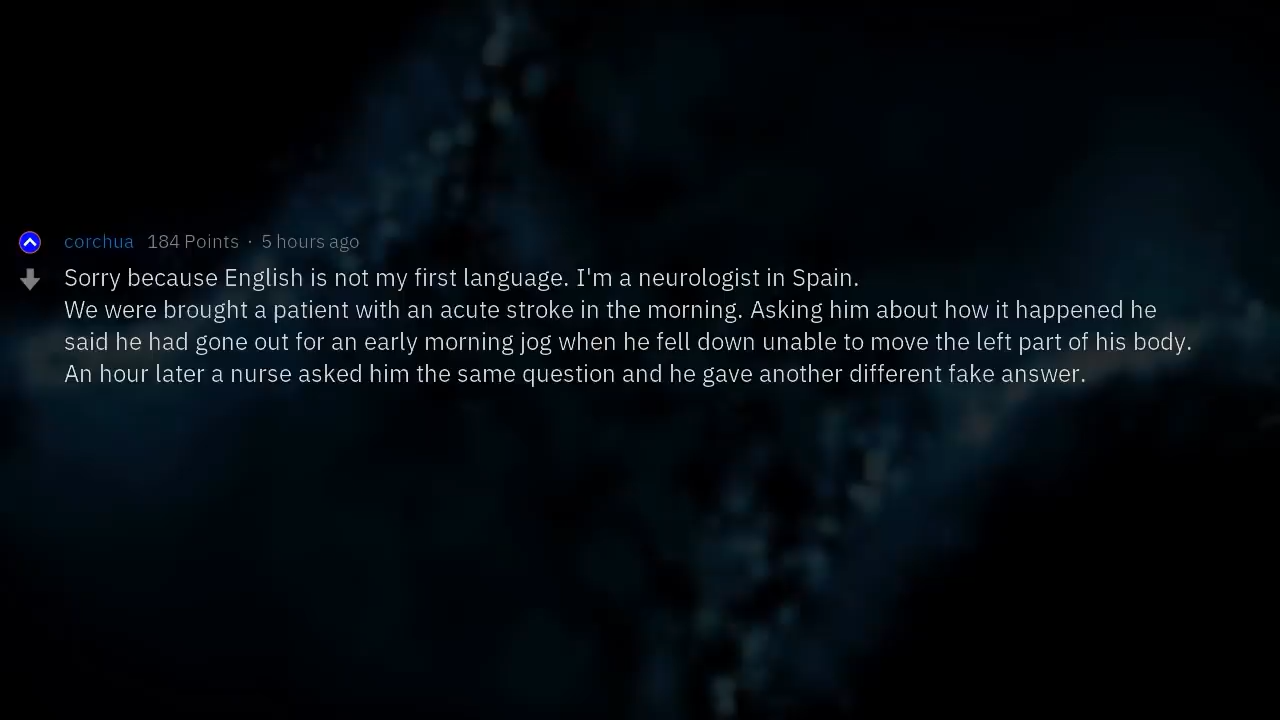 corchua 184 Points · 5 hours ago
Sorry because English is not my first language. I'm a neurologist in Spain.
We were brought a patient with an acute stroke in the morning. Asking him about how it happened he
said he had gone out for an early morning jog when he fell down unable to move the left part of his body.
An hour later a nurse asked him the same question and he gave another different fake answer.